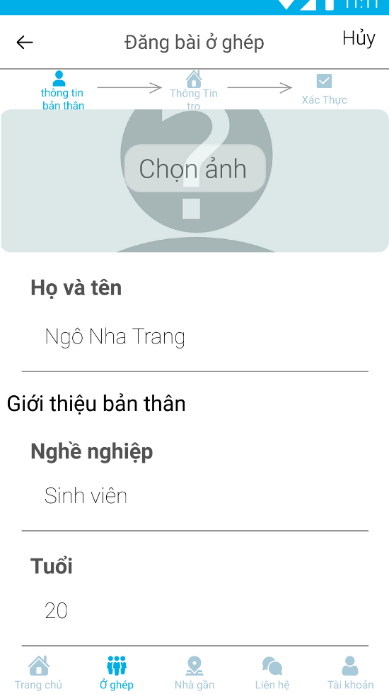 11:11
Đăng bài ở ghép
Hủy
thông tin
bản thân
Thông Tin
trọ
Xác Thực
Chọn ảnh
Họ và tên
Ngô Nha Trang
Giới thiệu bản thân
Nghề nghiệp
Sinh viên
Tuổi
20
Trang chủ
Ở ghép
Nhà gần
Liên hệ
Tài khoản